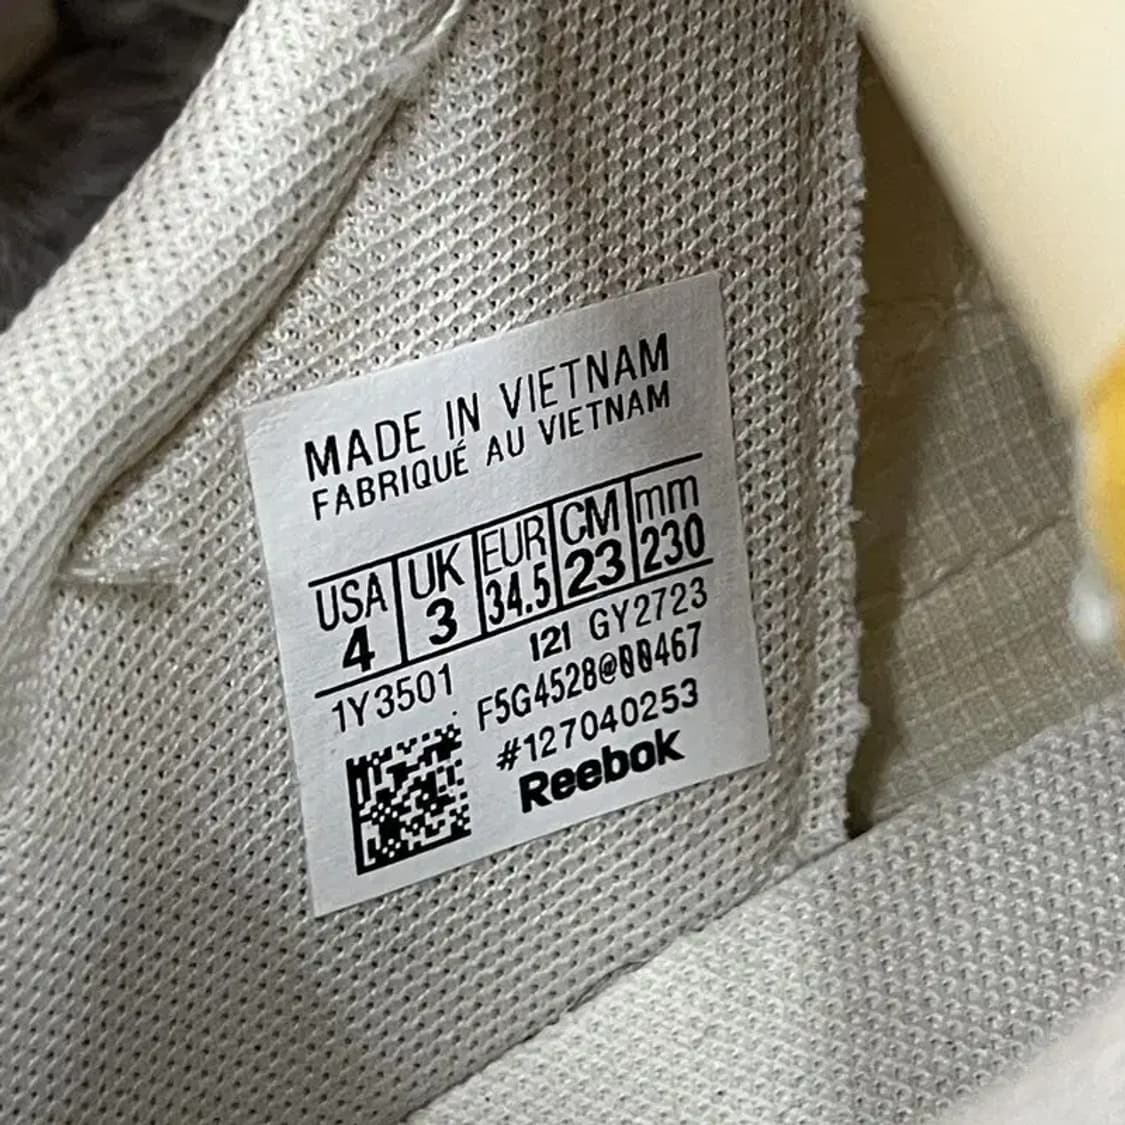 MADE IN VIETNAM
FABRIQUÉ AU VIETNAM
USA UK EUR CM mm
4 3 34.5 23 230
1Y3501 121 GY2723
F5G4528@00467
#127040253
Reebok